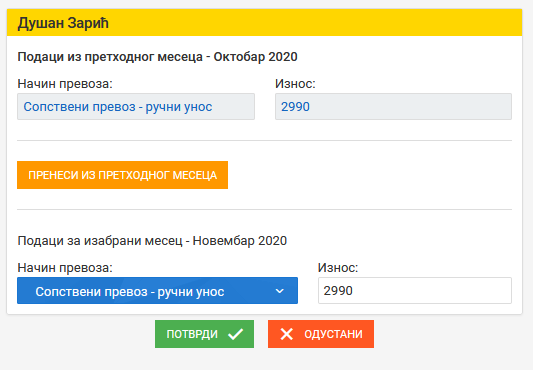 Душан Зарић
Подаци из претходног месеца - Октобар 2020
Начин превоза: Износ:
Сопствени превоз - ручни унос 2990
ПРЕНЕСИ ИЗ ПРЕТХОДНОГ МЕСЕЦА
Подаци за изабрани месец - Новембар 2020
Начин превоза: Износ:
Сопствени превоз - ручни унос 2990
ПОТВРДИ ОДУСТАНИ